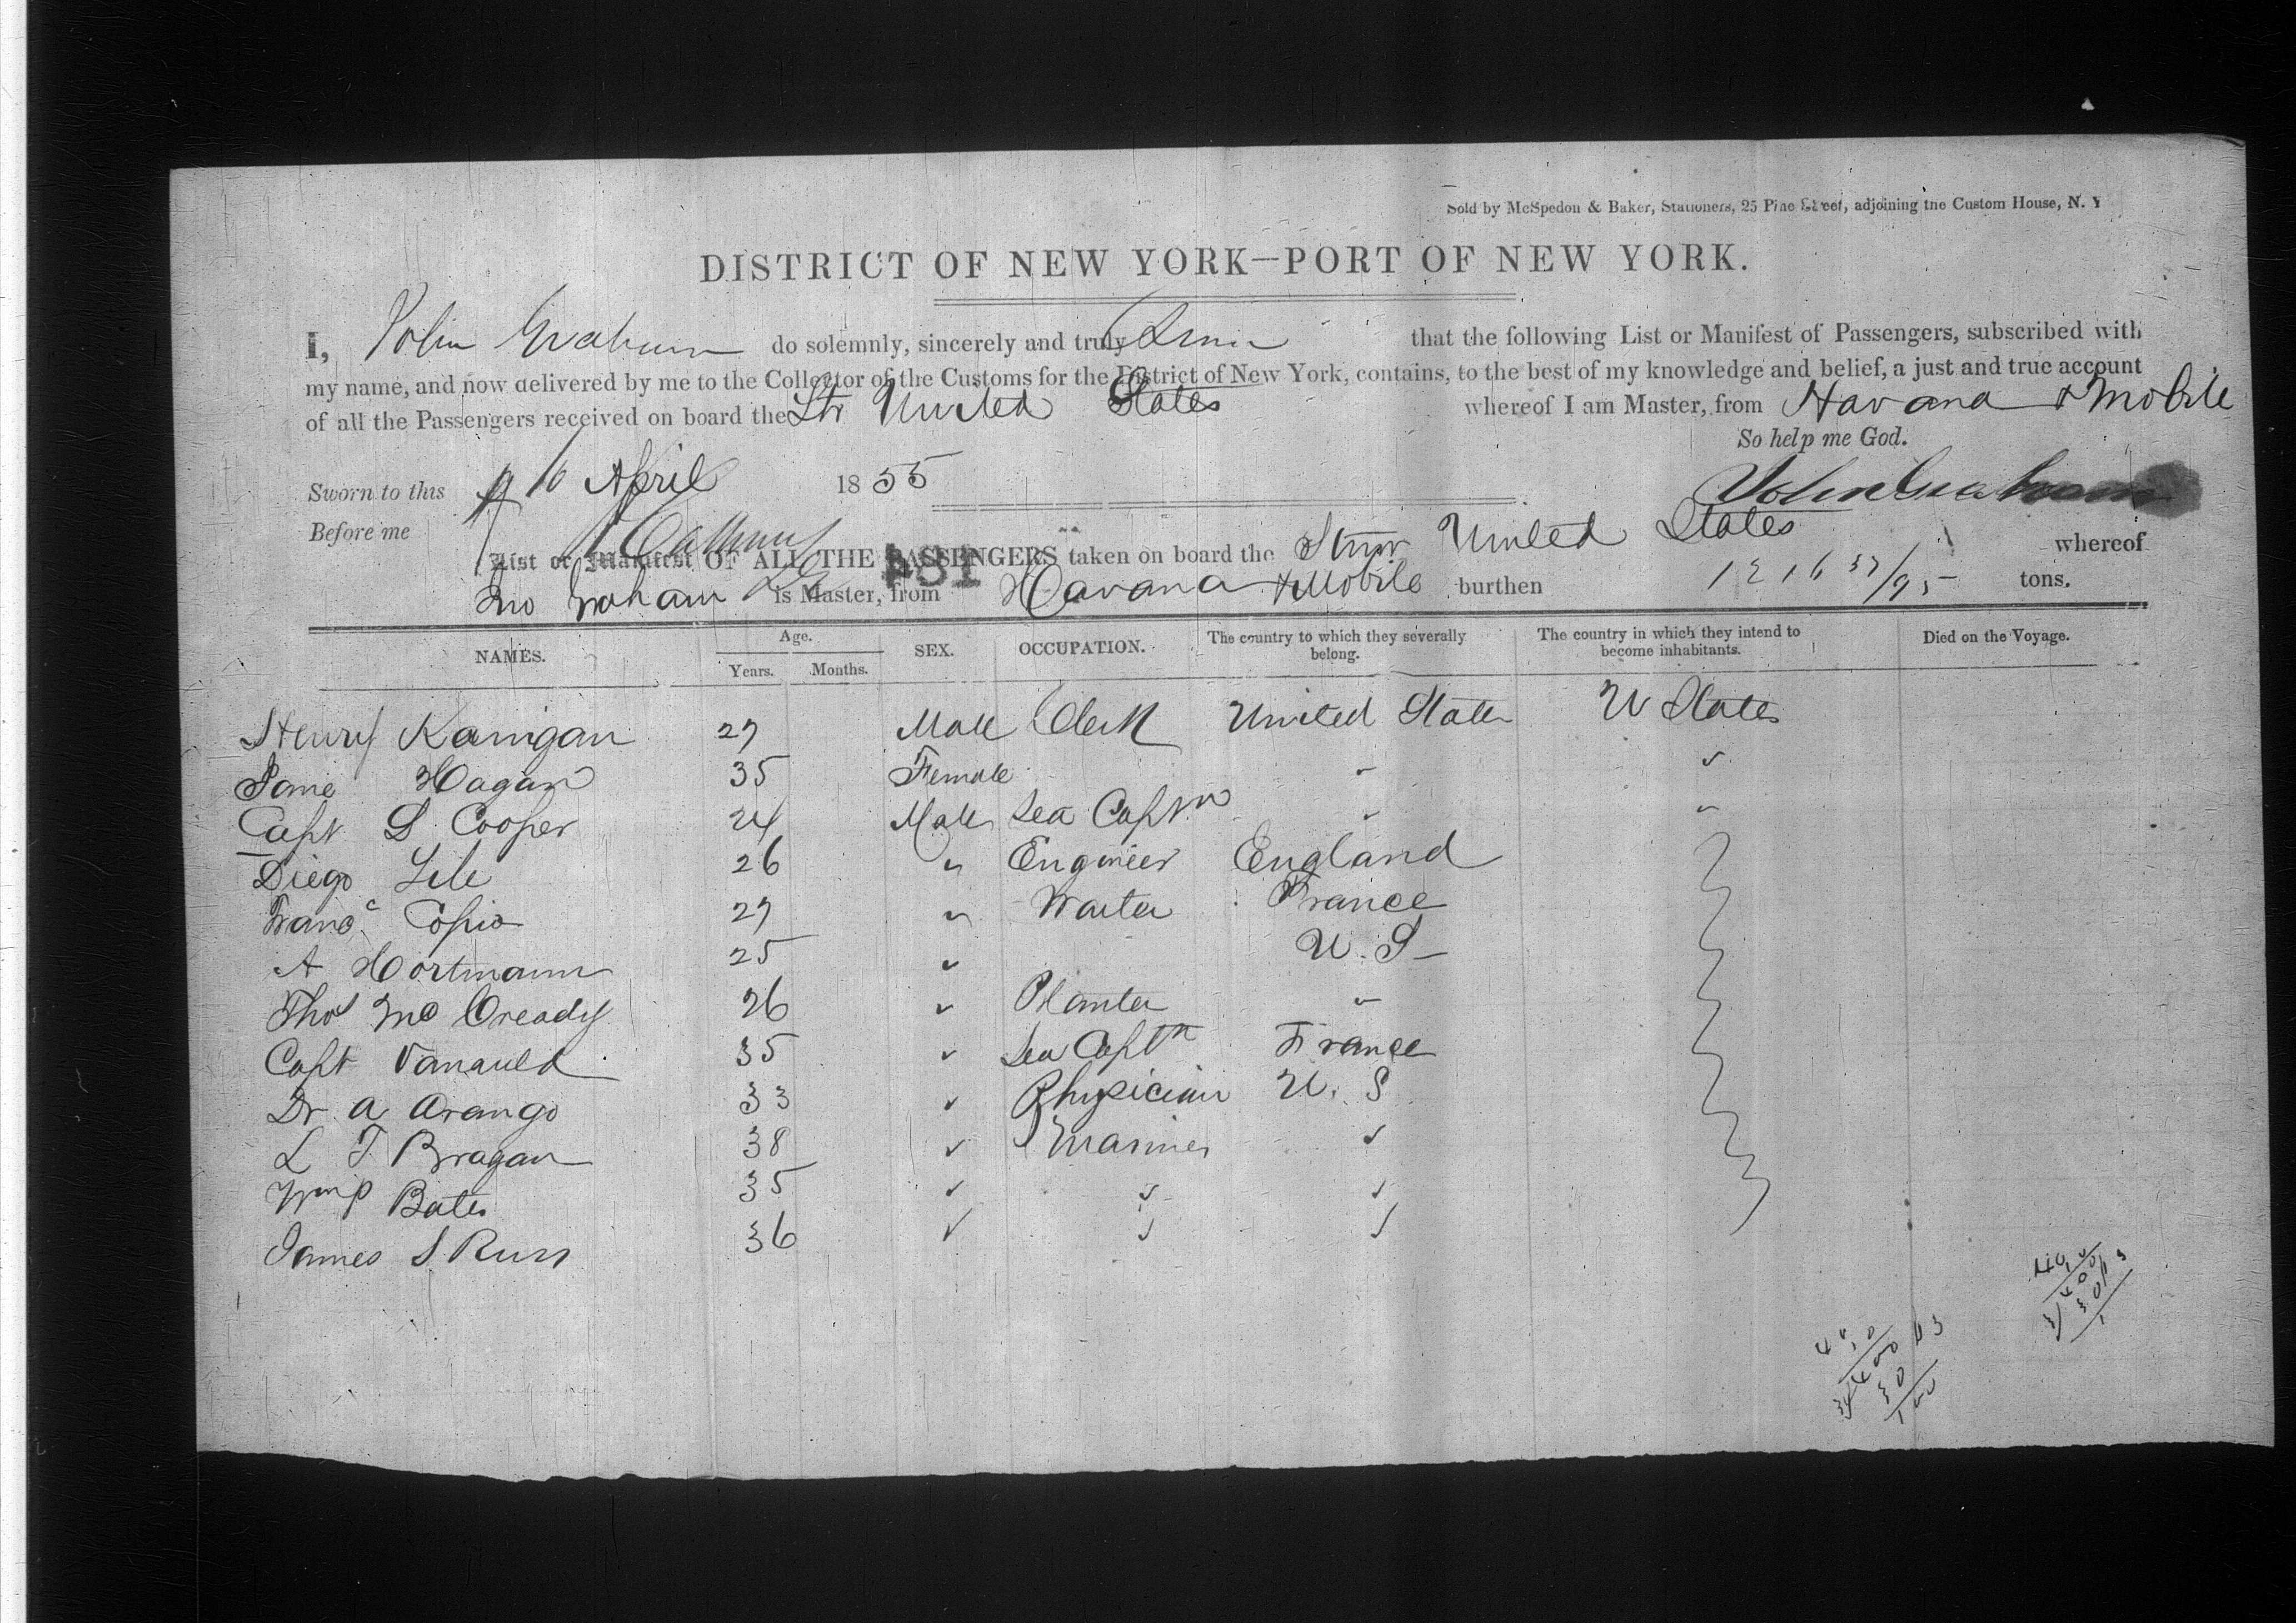 Sold by McSpedon & Baker, Stationers, 25 Pine Street, adjoining the Custom House, N. Y
DISTRICT OF NEW YORK—PORT OF NEW YORK.
I, John Graham do solemnly, sincerely and truly that the following List or Manifest of Passengers, subscribed with
my name, and now delivered by me to the Collector of the Customs for the District of New York, contains, to the best of my knowledge and belief, a just and true account
of all the Passengers received on board the Str United States whereof I am Master, from Havana & Mobile
So help me God.
Sworn to this 16 April 1855
John Graham
Before me
List or Manifest OF ALL THE PASSENGERS taken on board the Stmr United States whereof
481
Jno Graham is Master, from Havana & Mobile burthen 1216 37/95 tons.
NAMES. Age. Years. Months. SEX. OCCUPATION. The country to which they severally belong. The country in which they intend to become inhabitants. Died on the Voyage.
Henry Kanigan 27 Male Clerk United States U States
Jane Hagan 35 Female " "
Capt S Cooper 24 Male Sea Captn " "
Diego 26 " Engineer England
Franc 27 " Waiter France
A Hortmann 25 " U. S
Thos McCready 26 " Planter "
Capt 35 " Sea Captn France
Dr A Arango 33 " Physician U. S
L T Bragan 38 " Mariner "
Wm P Bates 35 " " "
James S Russ 36 " " "